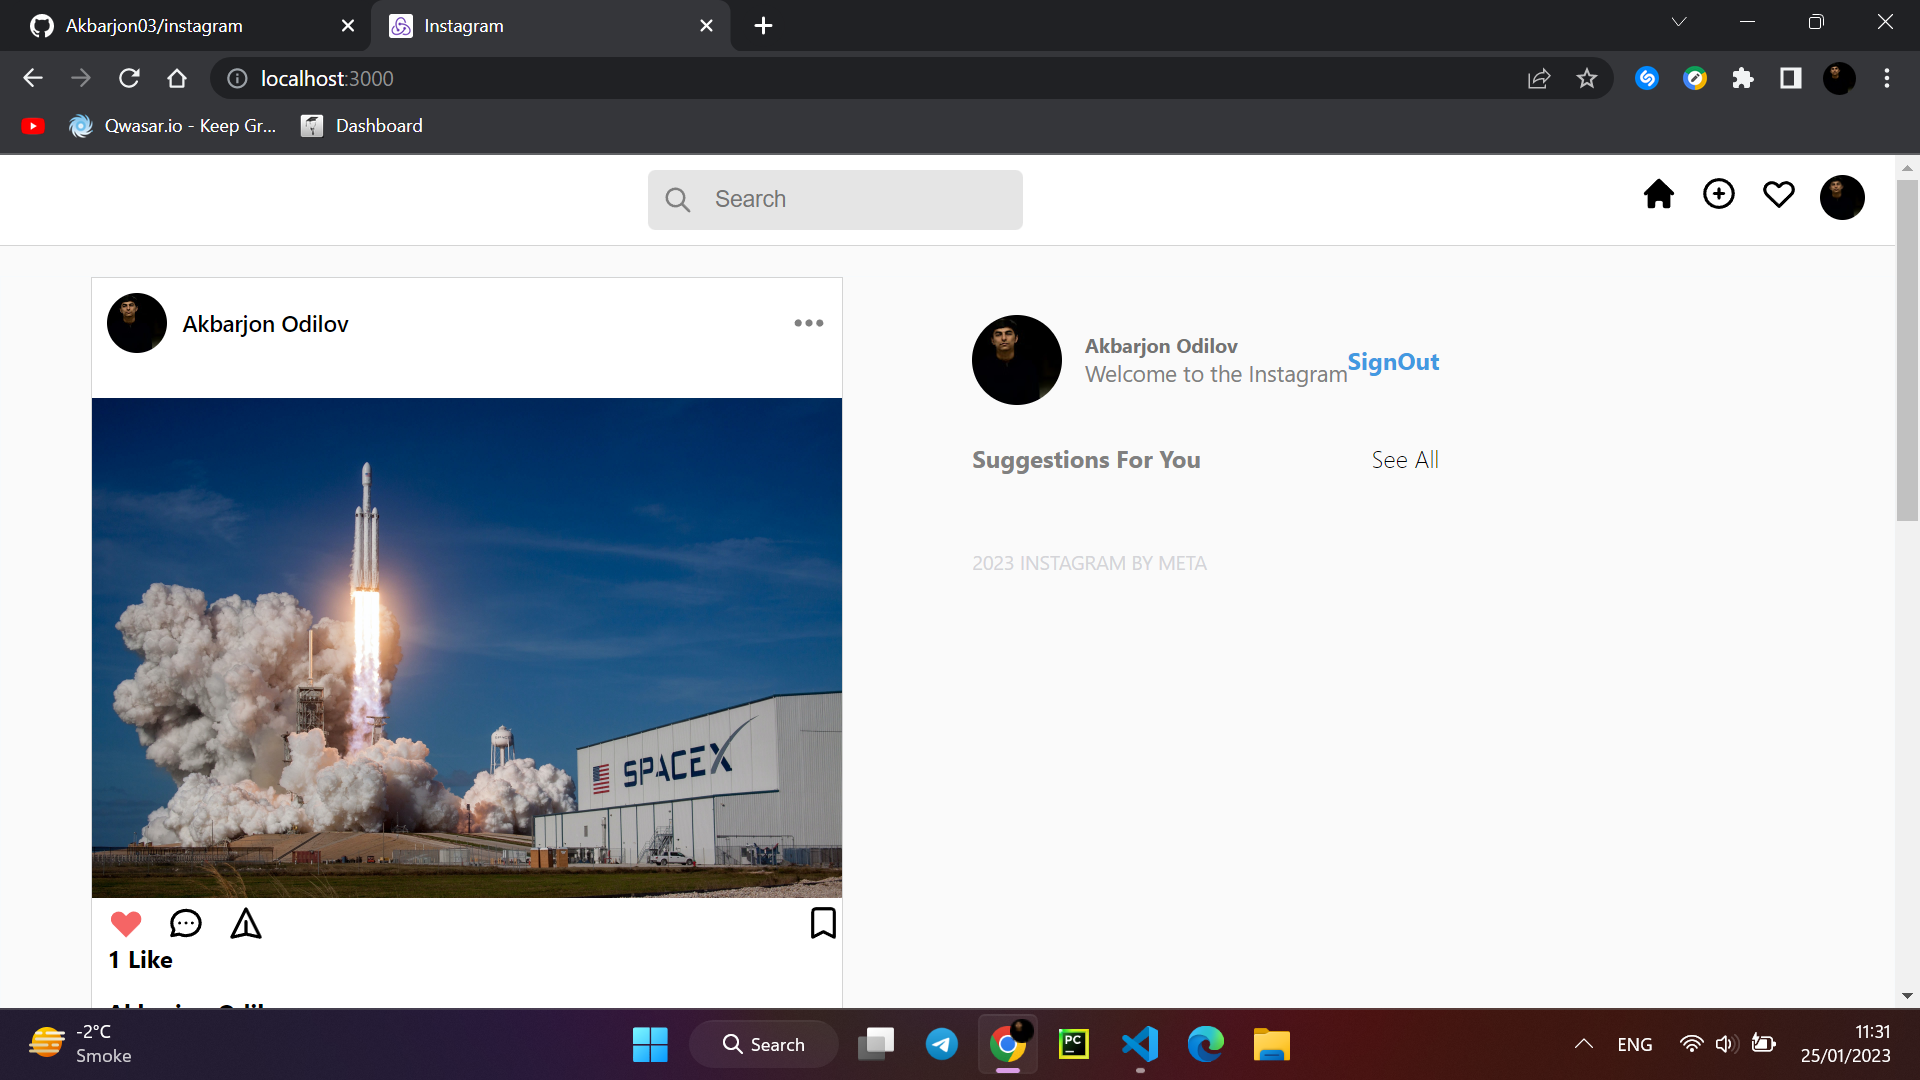 Akbarjon03/instagram
Instagram
localhost:3000
Qwasar.io - Keep Gr...
Dashboard
Search
Akbarjon Odilov
Akbarjon Odilov
Welcome to the Instagram
SignOut
Suggestions For You
See All
2023 INSTAGRAM BY META
SPACEX
1 Like
-2°C
Smoke
Search
PC
ENG
11:31
25/01/2023